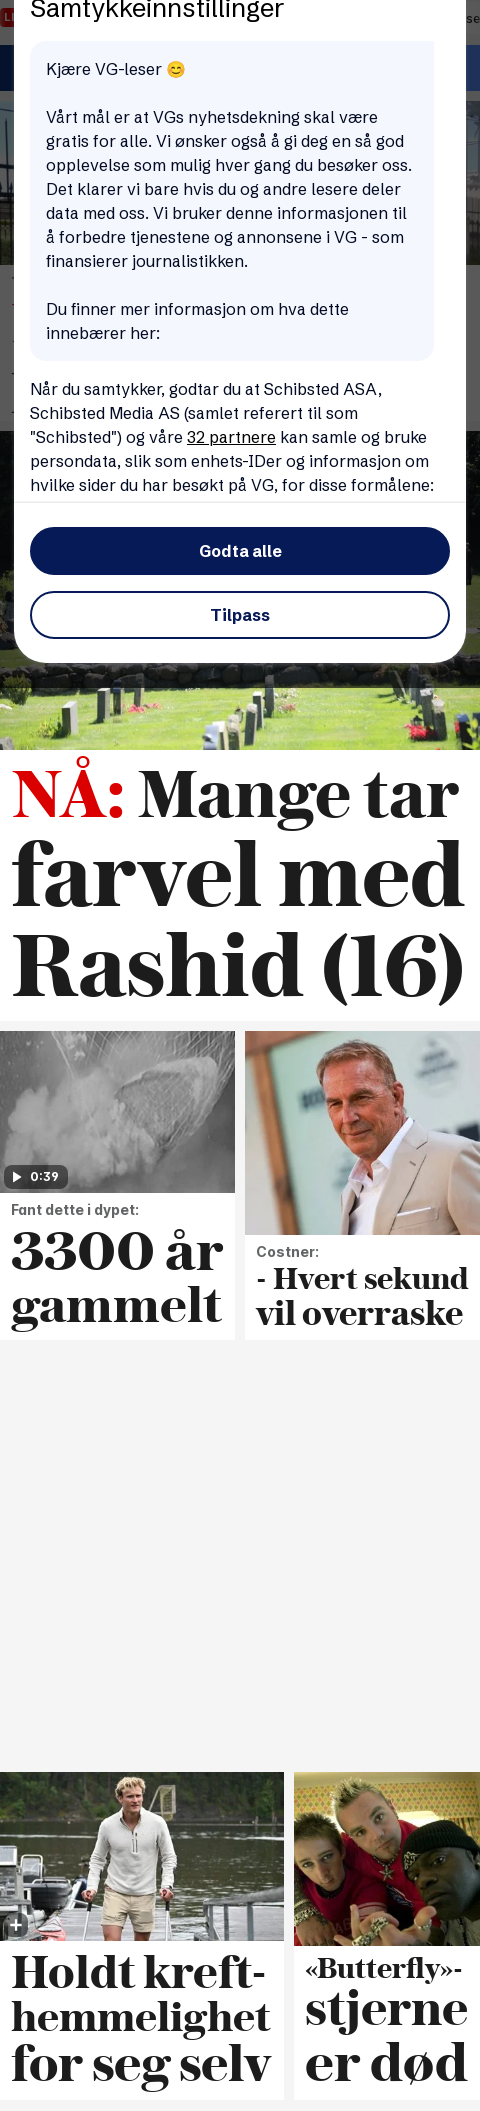 Samtykkeinnstillinger
Kjære VG-leser 😊
Vårt mål er at VGs nyhetsdekning skal være
gratis for alle. Vi ønsker også å gi deg en så god
opplevelse som mulig hver gang du besøker oss.
Det klarer vi bare hvis du og andre lesere deler
data med oss. Vi bruker denne informasjonen til
å forbedre tjenestene og annonsene i VG - som
finansierer journalistikken.
Du finner mer informasjon om hva dette
innebærer her:
Når du samtykker, godtar du at Schibsted ASA,
Schibsted Media AS (samlet referert til som
"Schibsted") og våre 32 partnere kan samle og bruke
persondata, slik som enhets-IDer og informasjon om
hvilke sider du har besøkt på VG, for disse formålene:
Godta alle
Tilpass
NÅ: Mange tar
farvel med
Rashid (16)
0:39
Fant dette i dypet:
3300 år
gammelt
Costner:
- Hvert sekund
vil overraske
Holdt kreft-
hemmelighet
for seg selv
«Butterfly»-
stjerne
er død